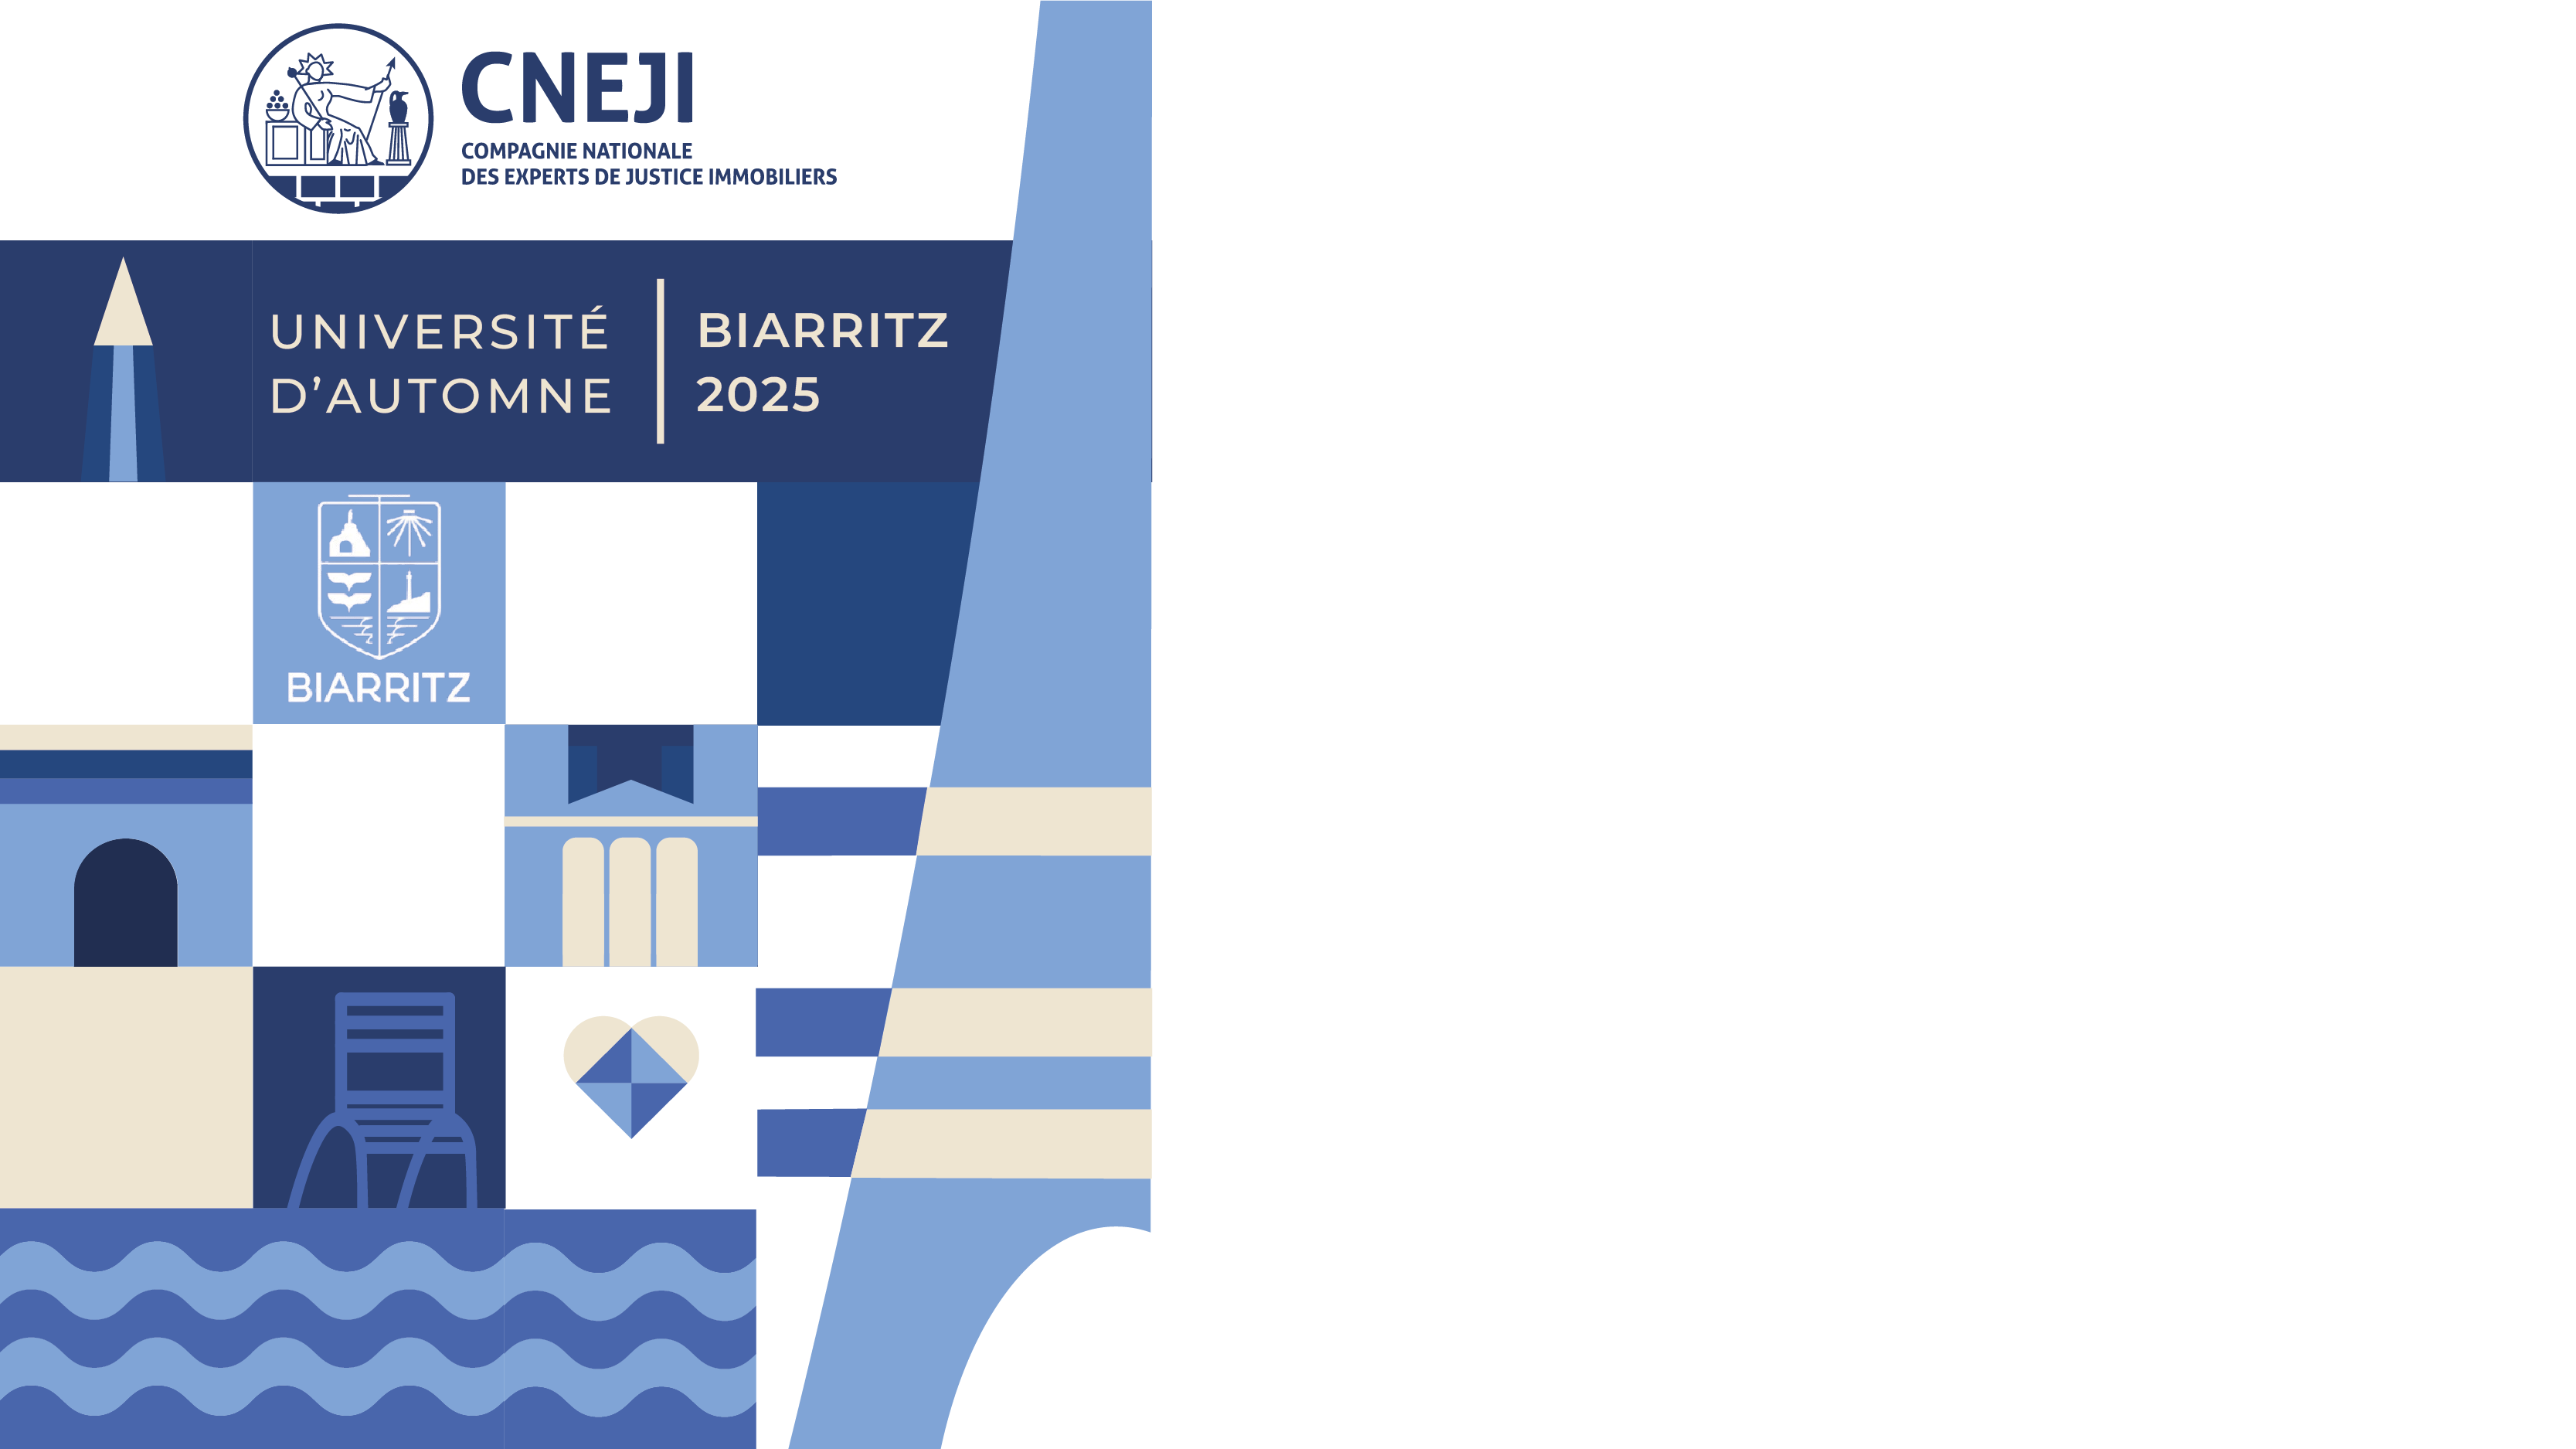 CNEJI
COMPAGNIE NATIONALE
DES EXPERTS DE JUSTICE IMMOBILIERS
UNIVERSITÉ
D’AUTOMNE
BIARRITZ
2025
BIARRITZ